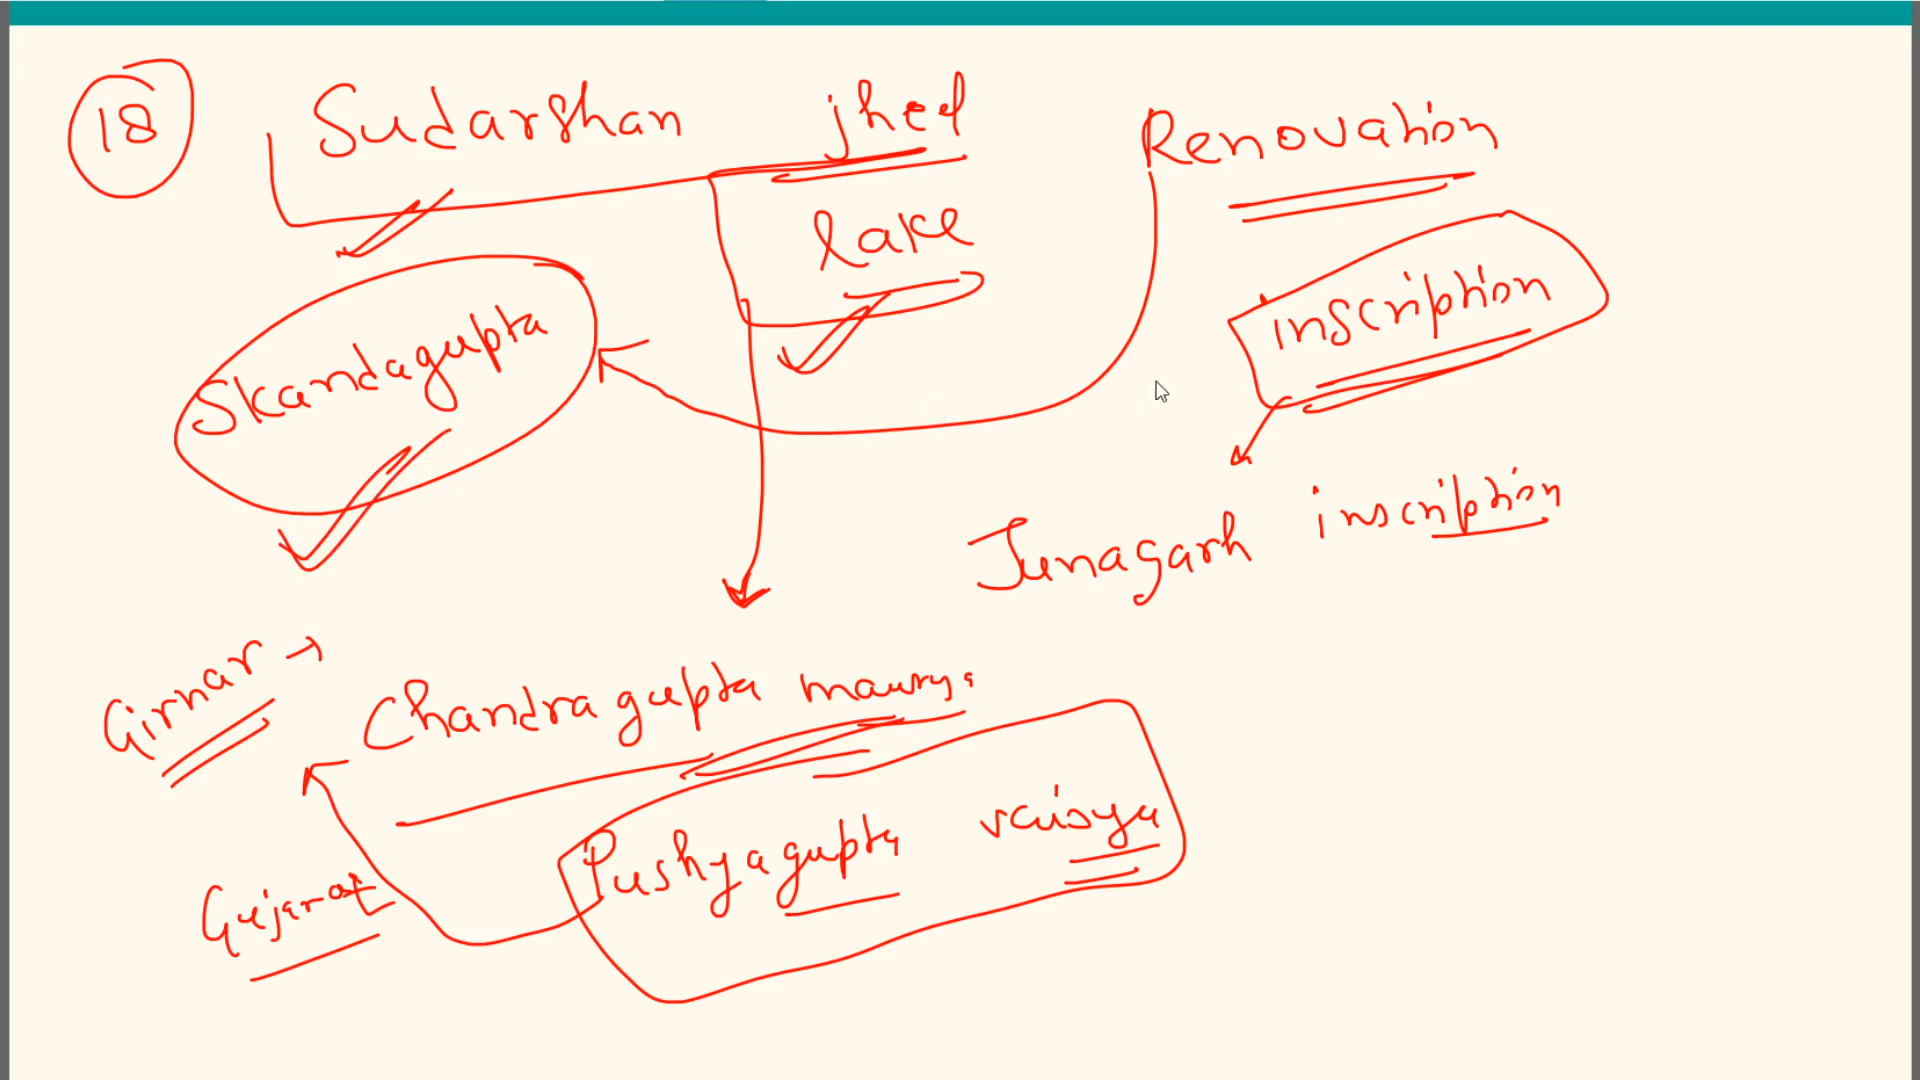 18 Sudarshan jheel Renovation
lake
Skandagupta
inscription
Junagarh inscription
Girnar →
Chandragupta maurya
Pushyagupta vaisya
Gujarat